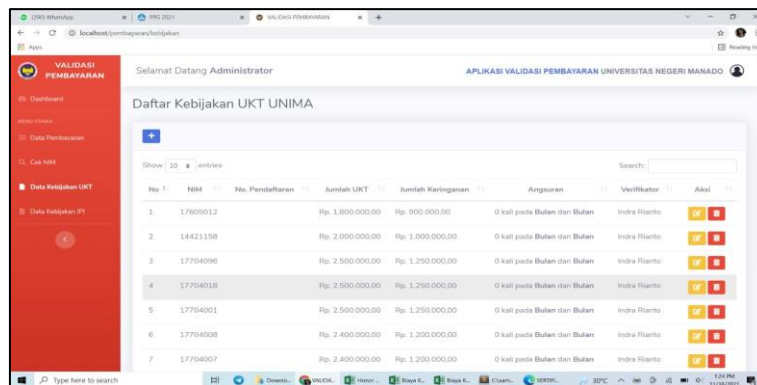 (290) WhatsApp
PPG 2021
VALIDASI PEMBAYARAN
localhost/pembayaran/kebijakan
Apps
Reading list
VALIDASI PEMBAYARAN
Selamat Datang Administrator
APLIKASI VALIDASI PEMBAYARAN UNIVERSITAS NEGERI MANADO
Dashboard
MENU UTAMA
Data Pembayaran
Cek NIM
Data Kebijakan UKT
Data Kebijakan IPI
Daftar Kebijakan UKT UNIMA
+
Show 10 entries
Search:
No NIM No. Pendaftaran Jumlah UKT Jumlah Keringanan Angsuran Verifikator Aksi
1 17605012 Rp. 1.800.000,00 Rp. 900.000,00 0 kali pada Bulan dan Bulan Indra Rianto
2 14421158 Rp. 2.000.000,00 Rp. 1.000.000,00 0 kali pada Bulan dan Bulan Indra Rianto
3 17704096 Rp. 2.500.000,00 Rp. 1.250.000,00 0 kali pada Bulan dan Bulan Indra Rianto
4 17704018 Rp. 2.500.000,00 Rp. 1.250.000,00 0 kali pada Bulan dan Bulan Indra Rianto
5 17704001 Rp. 2.500.000,00 Rp. 1.250.000,00 0 kali pada Bulan dan Bulan Indra Rianto
6 17704008 Rp. 2.400.000,00 Rp. 1.200.000,00 0 kali pada Bulan dan Bulan Indra Rianto
7 17704007 Rp. 2.400.000,00 Rp. 1.200.000,00 0 kali pada Bulan dan Bulan Indra Rianto
Type here to search
Downlo...
VALIDA...
Honor ...
Biaya K...
Biaya K...
C:\xam...
SERTIFI...
30°C
1:24 PM